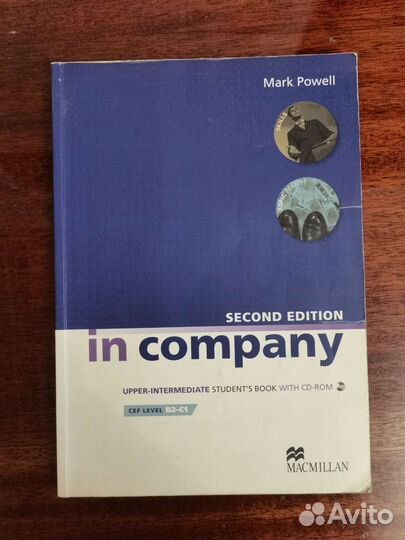 Mark Powell
SKILLS
SECOND EDITION
in company
UPPER-INTERMEDIATE STUDENT'S BOOK WITH CD-ROM
CEF LEVEL B2–C1
MACMILLAN
Avito